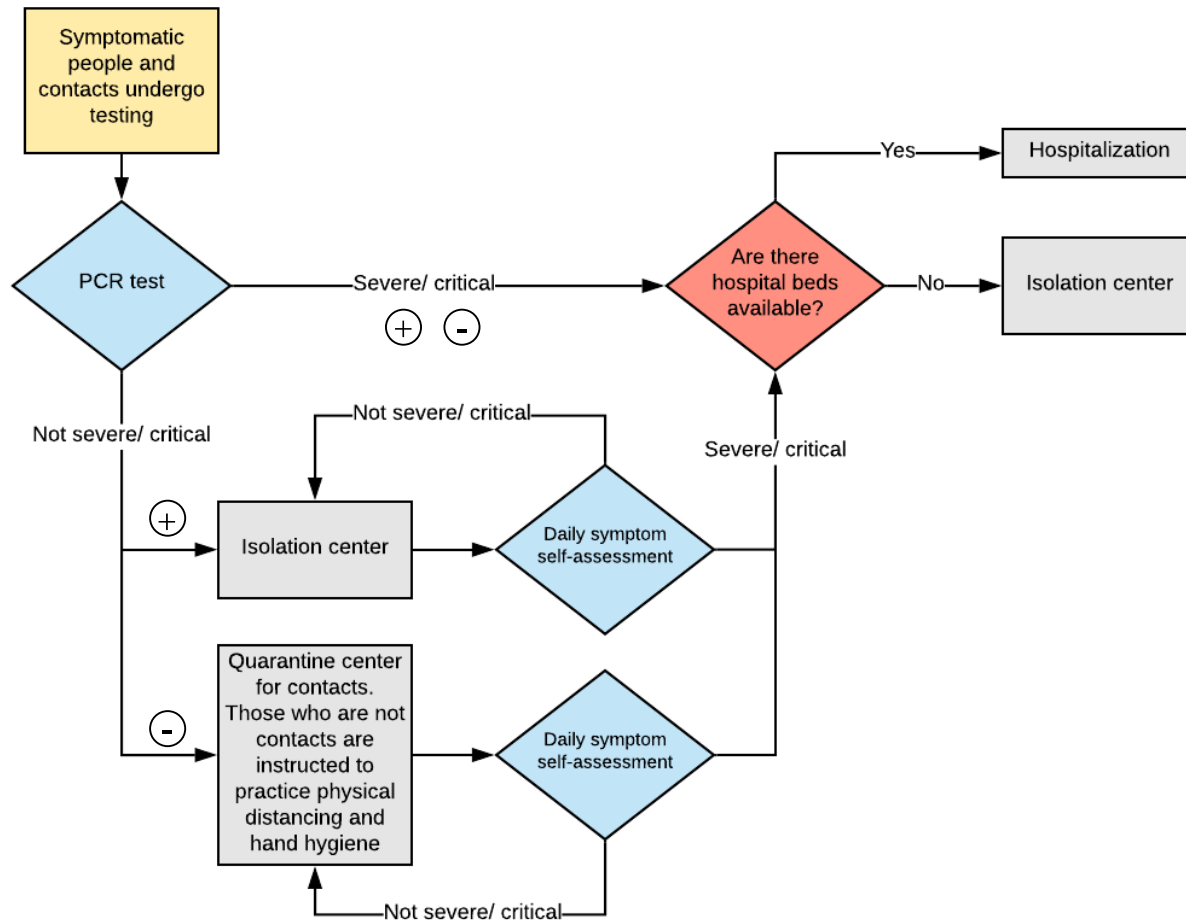 Symptomatic
people and
contacts undergo
testing
Yes
Hospitalization
PCR test
Severe/ critical
+ -
Are there
hospital beds
available?
No
Isolation center
Not severe/ critical
Not severe/ critical
Severe/ critical
+
Isolation center
Daily symptom
self-assessment
-
Quarantine center
for contacts.
Those who are not
contacts are
instructed to
practice physical
distancing and
hand hygiene
Daily symptom
self-assessment
Not severe/ critical